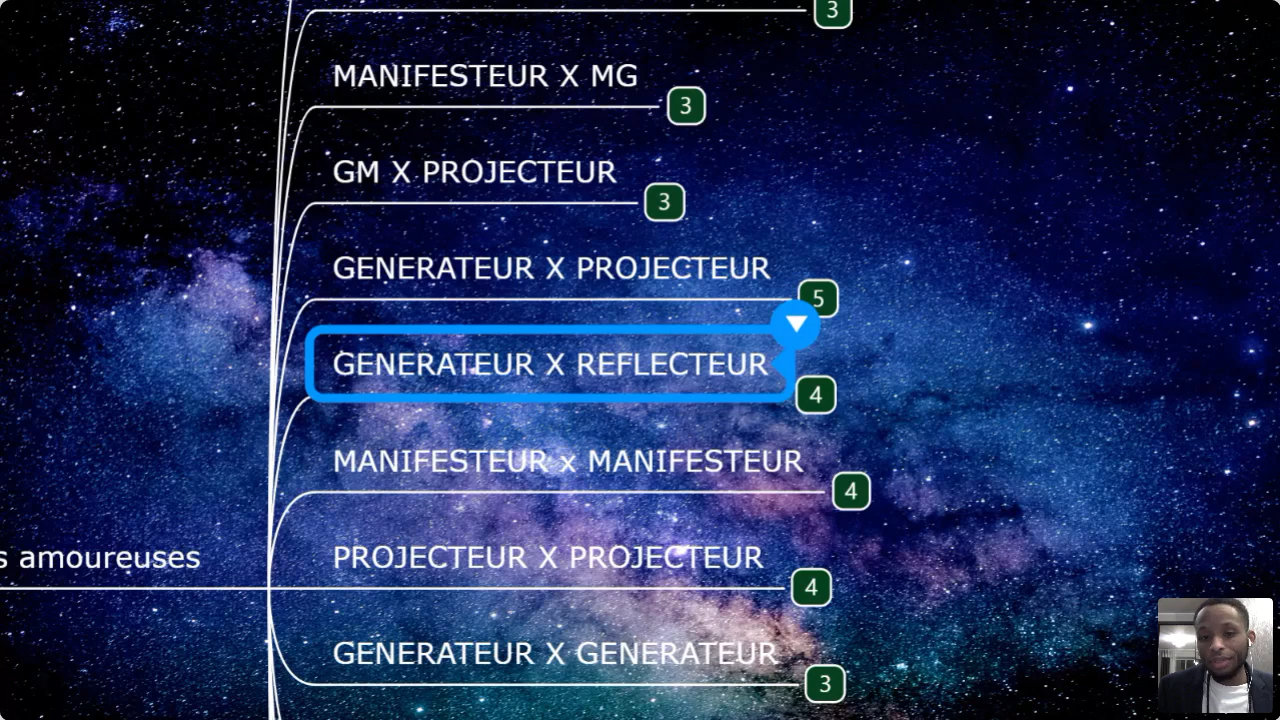 3
MANIFESTEUR X MG
3
GM X PROJECTEUR
3
GENERATEUR X PROJECTEUR
5
GENERATEUR X REFLECTEUR
4
MANIFESTEUR x MANIFESTEUR
4
s amoureuses
PROJECTEUR X PROJECTEUR
4
GENERATEUR X GENERATEUR
3